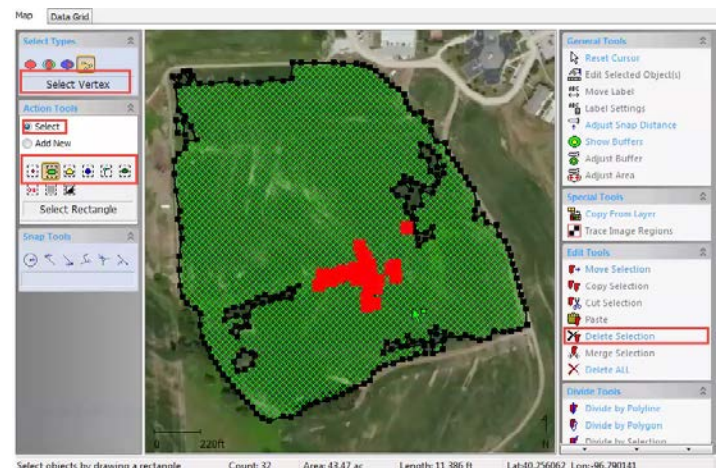 Map Data Grid
Select Types
Select Vertex
Action Tools
Select
Add New
Select Rectangle
Snap Tools
0 220ft
N
General Tools
Reset Cursor
Edit Selected Object(s)
Move Label
Label Settings
Adjust Snap Distance
Show Buffers
Adjust Buffer
Adjust Area
Special Tools
Copy From Layer
Trace Image Regions
Edit Tools
Move Selection
Copy Selection
Cut Selection
Paste
Delete Selection
Merge Selection
Delete ALL
Divide Tools
Divide by Polyline
Divide by Polygon
Divide by Selection
Select objects by drawing a rectangle Count: 32 Area: 43.47 ac Length: 11,386 ft Lat:40.256062 Lon:-96.790141